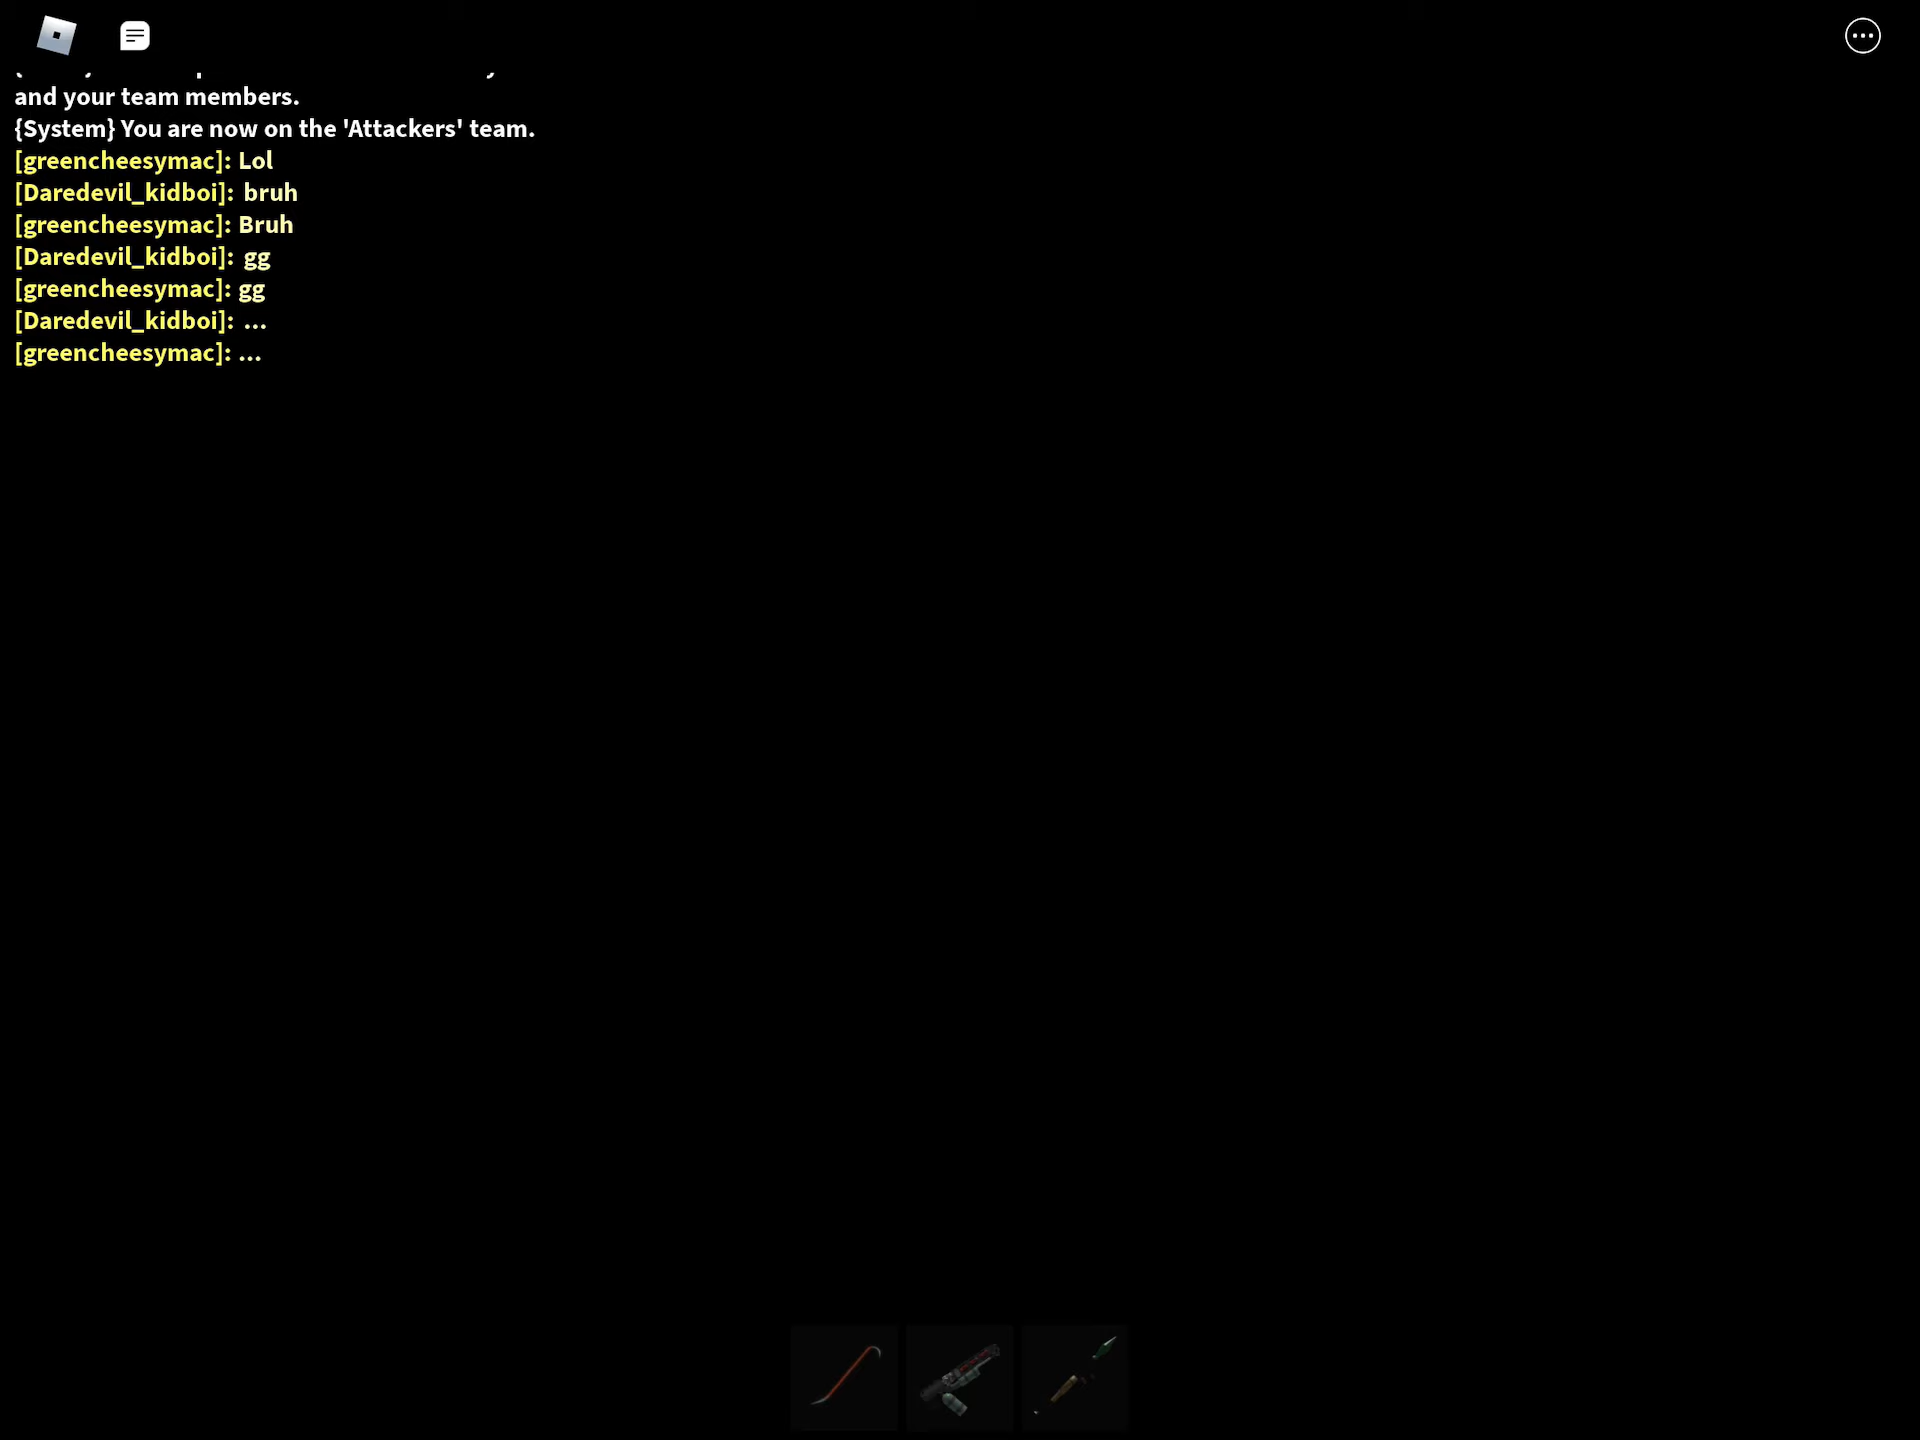 and your team members.
{System} You are now on the 'Attackers' team.
[greencheesymac]: Lol
[Daredevil_kidboi]: bruh
[greencheesymac]: Bruh
[Daredevil_kidboi]: gg
[greencheesymac]: gg
[Daredevil_kidboi]: ...
[greencheesymac]: ...